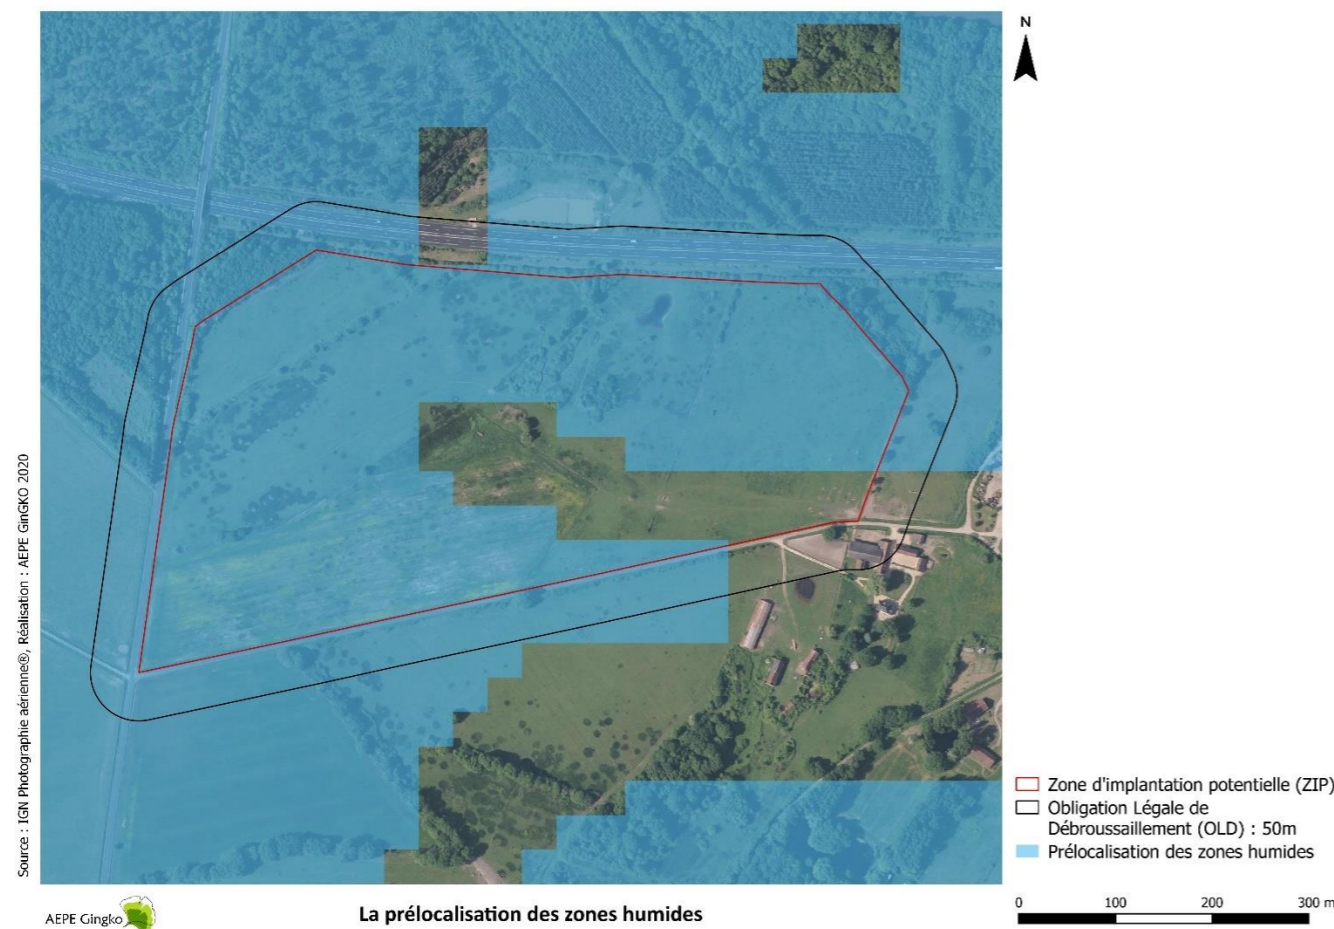 N
Source : IGN Photographie aérienne®, Réalisation : AEPE GinGKO 2020
Zone d'implantation potentielle (ZIP)
Obligation Légale de
Débroussaillement (OLD) : 50m
Prélocalisation des zones humides
AEPE Gingko
La prélocalisation des zones humides
0 100 200 300 m